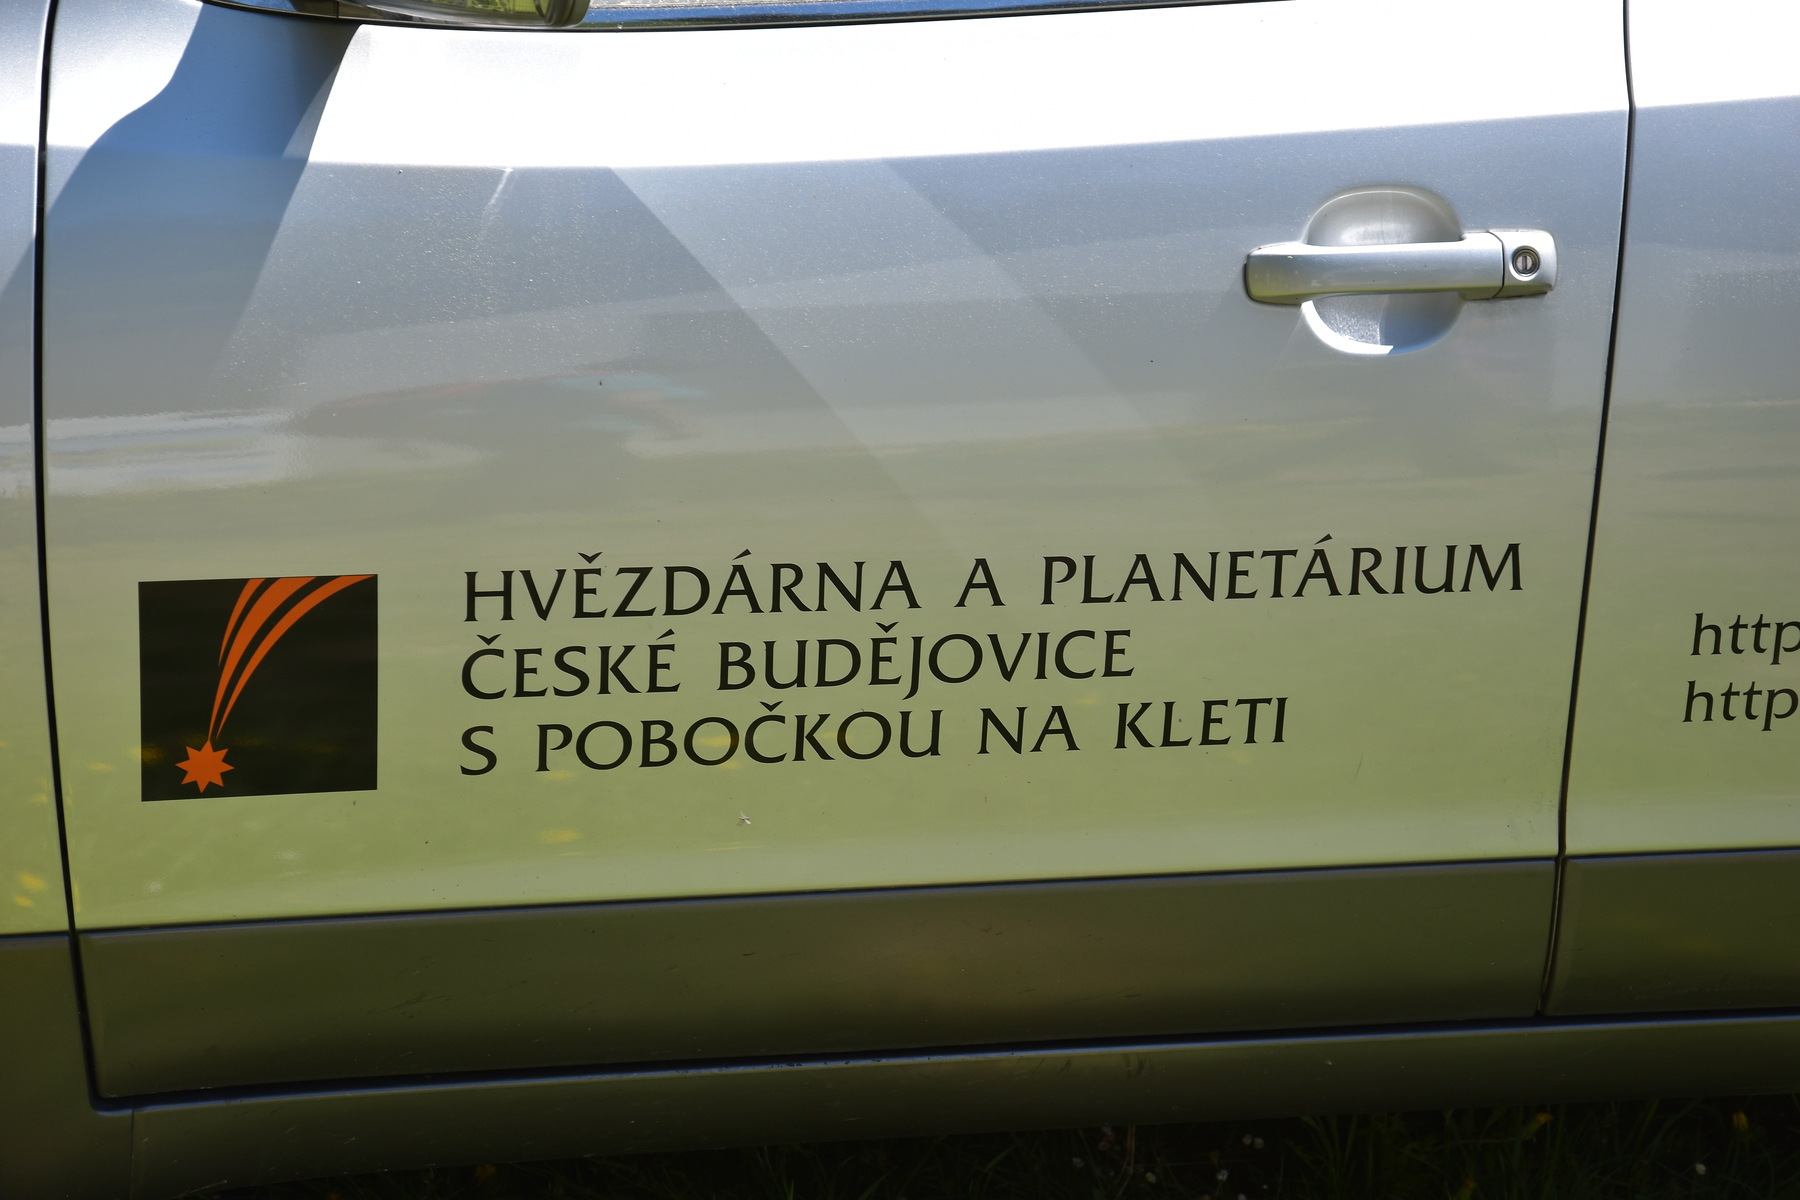 HVĚZDÁRNA A PLANETÁRIUM
ČESKÉ BUDĚJOVICE
S POBOČKOU NA KLETI
http
http